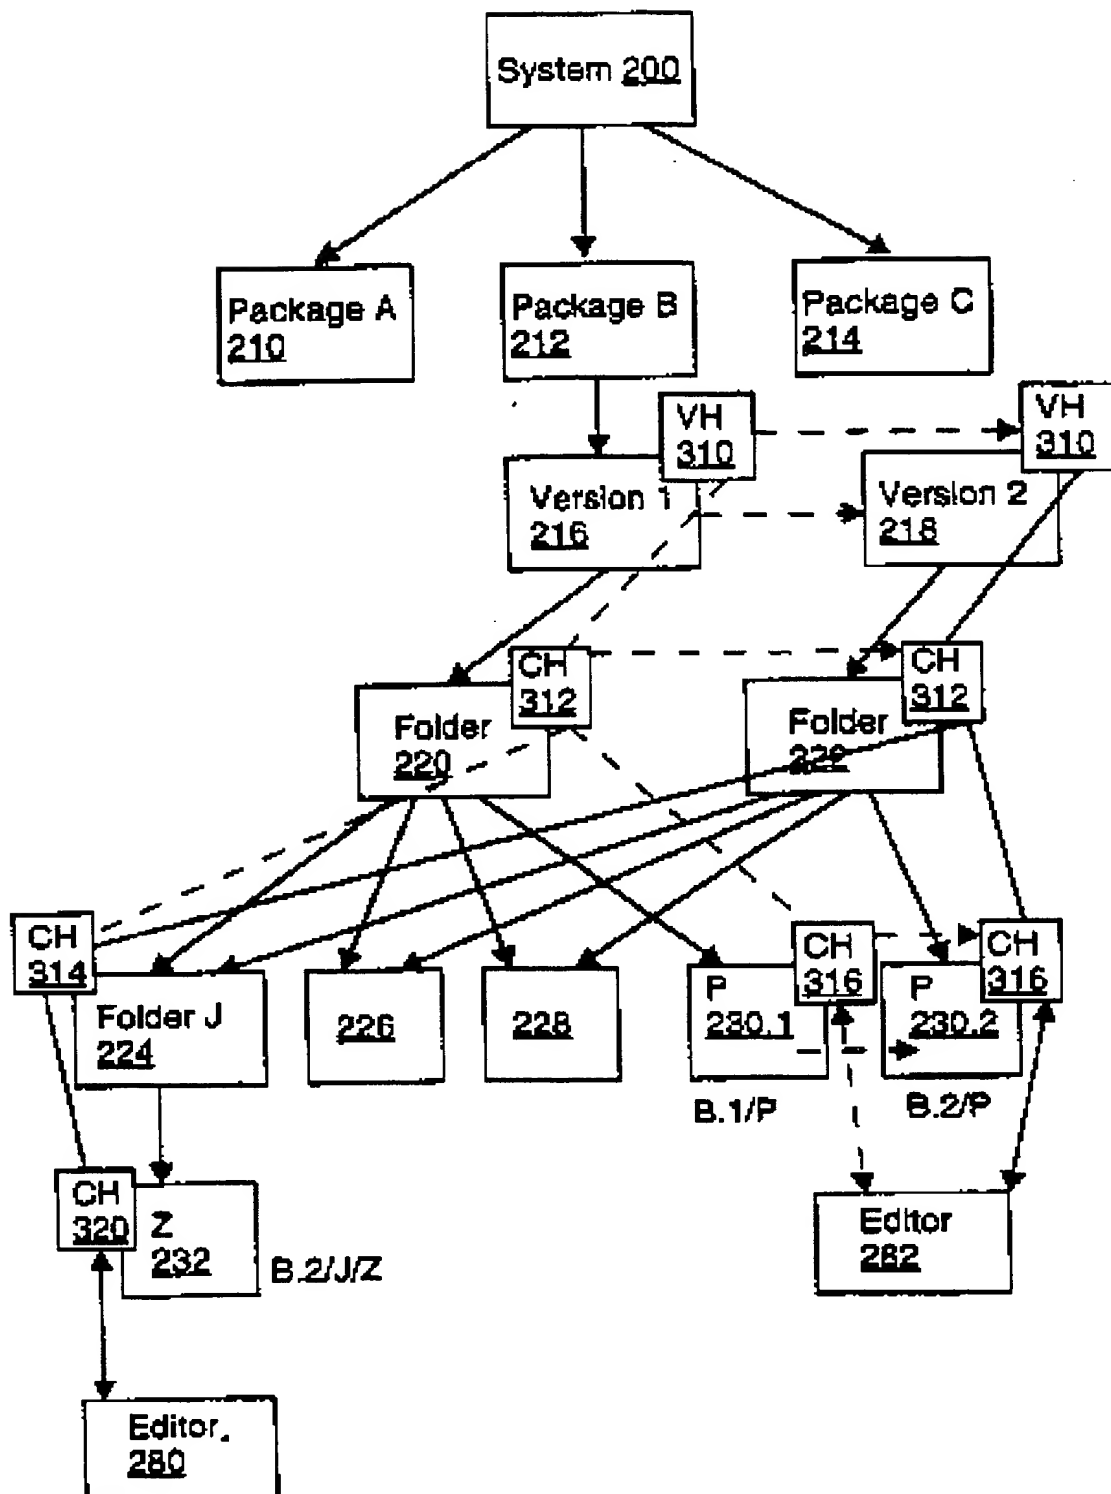 System 200
Package A
210
Package B
212
Package C
214
VH
310
VH
310
Version 1
216
Version 2
218
CH
312
CH
312
Folder
220
Folder
222
CH
314
Folder J
224
226
228
P
230.1
CH
316
P
230.2
CH
316
B.1/P
B.2/P
CH
320
Z
232
B.2/J/Z
Editor
282
Editor
280